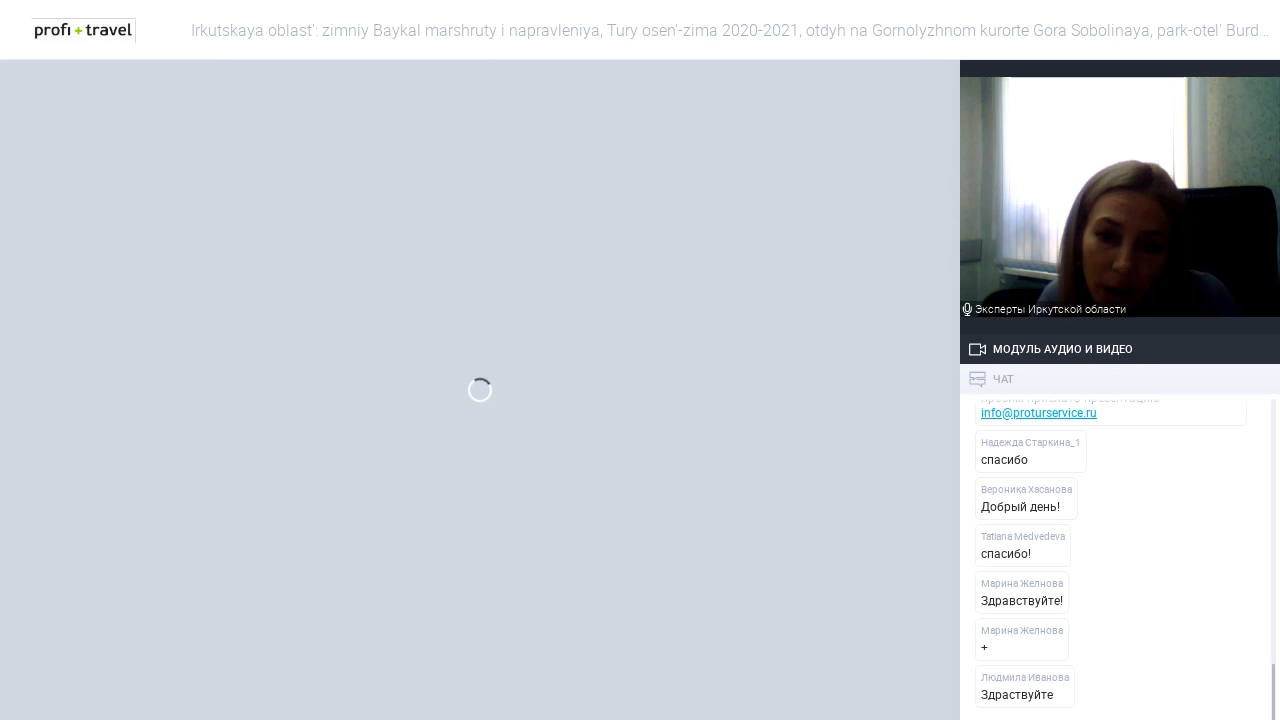 profi + travel
Irkutskaya oblast': zimniy Baykal marshruty i napravleniya, Tury osen'-zima 2020-2021, otdyh na Gornolyzhnom kurorte Gora Sobolinaya, park-otel' Burd...
Эксперты Иркутской области
МОДУЛЬ АУДИО И ВИДЕО
ЧАТ
info@proturservice.ru
Надежда Старкина_1
спасибо
Вероника Хасанова
Добрый день!
Tatiana Medvedeva
спасибо!
Марина Желнова
Здравствуйте!
Марина Желнова
+
Людмила Иванова
Здраствуйте